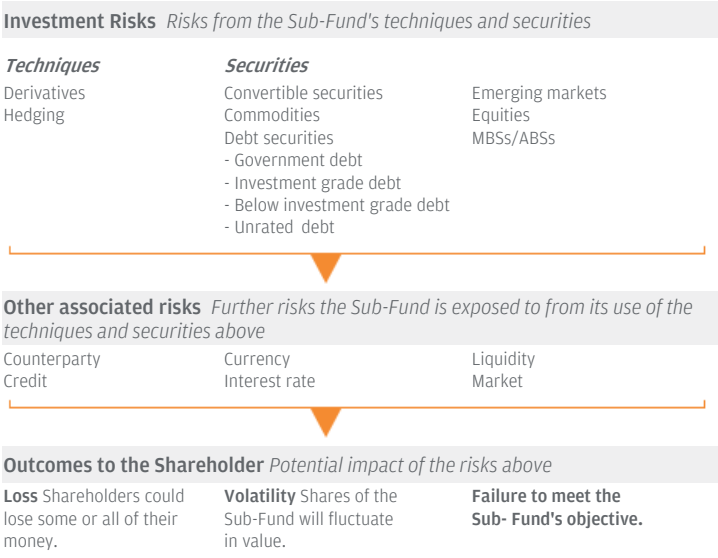 Investment Risks Risks from the Sub-Fund's techniques and securities
Techniques
Derivatives
Hedging
Securities
Convertible securities
Commodities
Debt securities
- Government debt
- Investment grade debt
- Below investment grade debt
- Unrated debt
Emerging markets
Equities
MBSs/ABSs
Other associated risks Further risks the Sub-Fund is exposed to from its use of the
techniques and securities above
Counterparty
Credit
Currency
Interest rate
Liquidity
Market
Outcomes to the Shareholder Potential impact of the risks above
Loss Shareholders could
lose some or all of their
money.
Volatility Shares of the
Sub-Fund will fluctuate
in value.
Failure to meet the
Sub- Fund's objective.